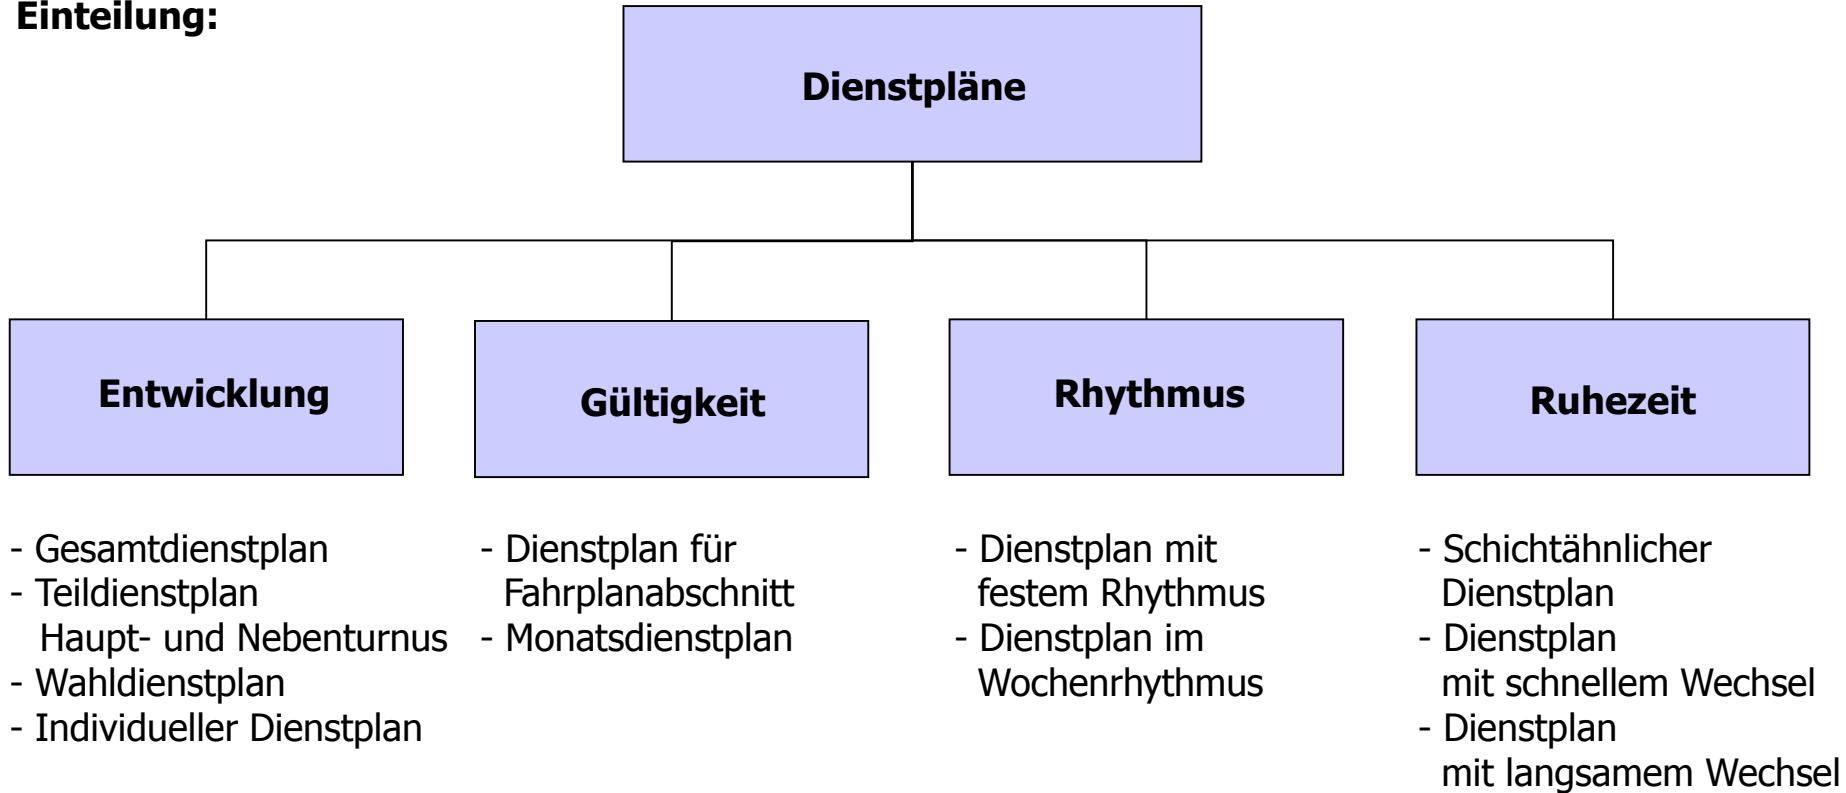 Einteilung:
Dienstpläne
Entwicklung
Gültigkeit
Rhythmus
Ruhezeit
- Gesamtdienstplan
- Teildienstplan
Haupt- und Nebenturnus
- Wahldienstplan
- Individueller Dienstplan
- Dienstplan für
Fahrplanabschnitt
- Monatsdienstplan
- Dienstplan mit
festem Rhythmus
- Dienstplan im
Wochenrhythmus
- Schichtähnlicher
Dienstplan
- Dienstplan
mit schnellem Wechsel
- Dienstplan
mit langsamem Wechsel